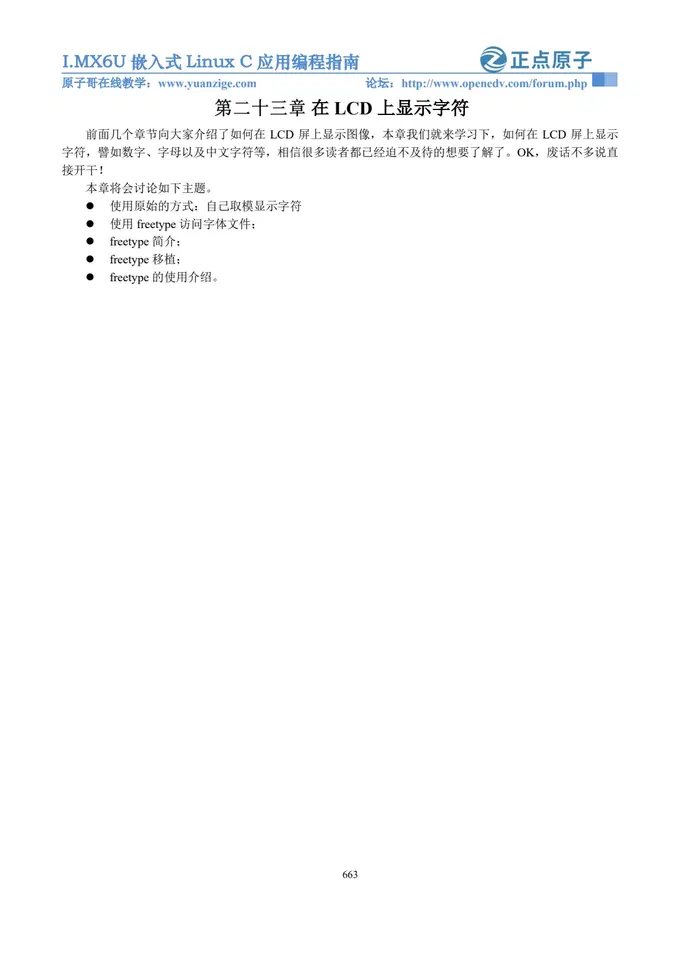 I.MX6U 嵌入式 Linux C 应用编程指南
正点原子
原子哥在线教学：www.yuanzige.com 论坛：http://www.openedv.com/forum.php
第二十三章 在 LCD 上显示字符
前面几个章节向大家介绍了如何在 LCD 屏上显示图像，本章我们就来学习下，如何在 LCD 屏上显示
字符，譬如数字、字母以及中文字符等，相信很多读者都已经迫不及待的想要了解了。OK，废话不多说直
接开干！
本章将会讨论如下主题。
● 使用原始的方式：自己取模显示字符
● 使用 freetype 访问字体文件；
● freetype 简介；
● freetype 移植；
● freetype 的使用介绍。
663